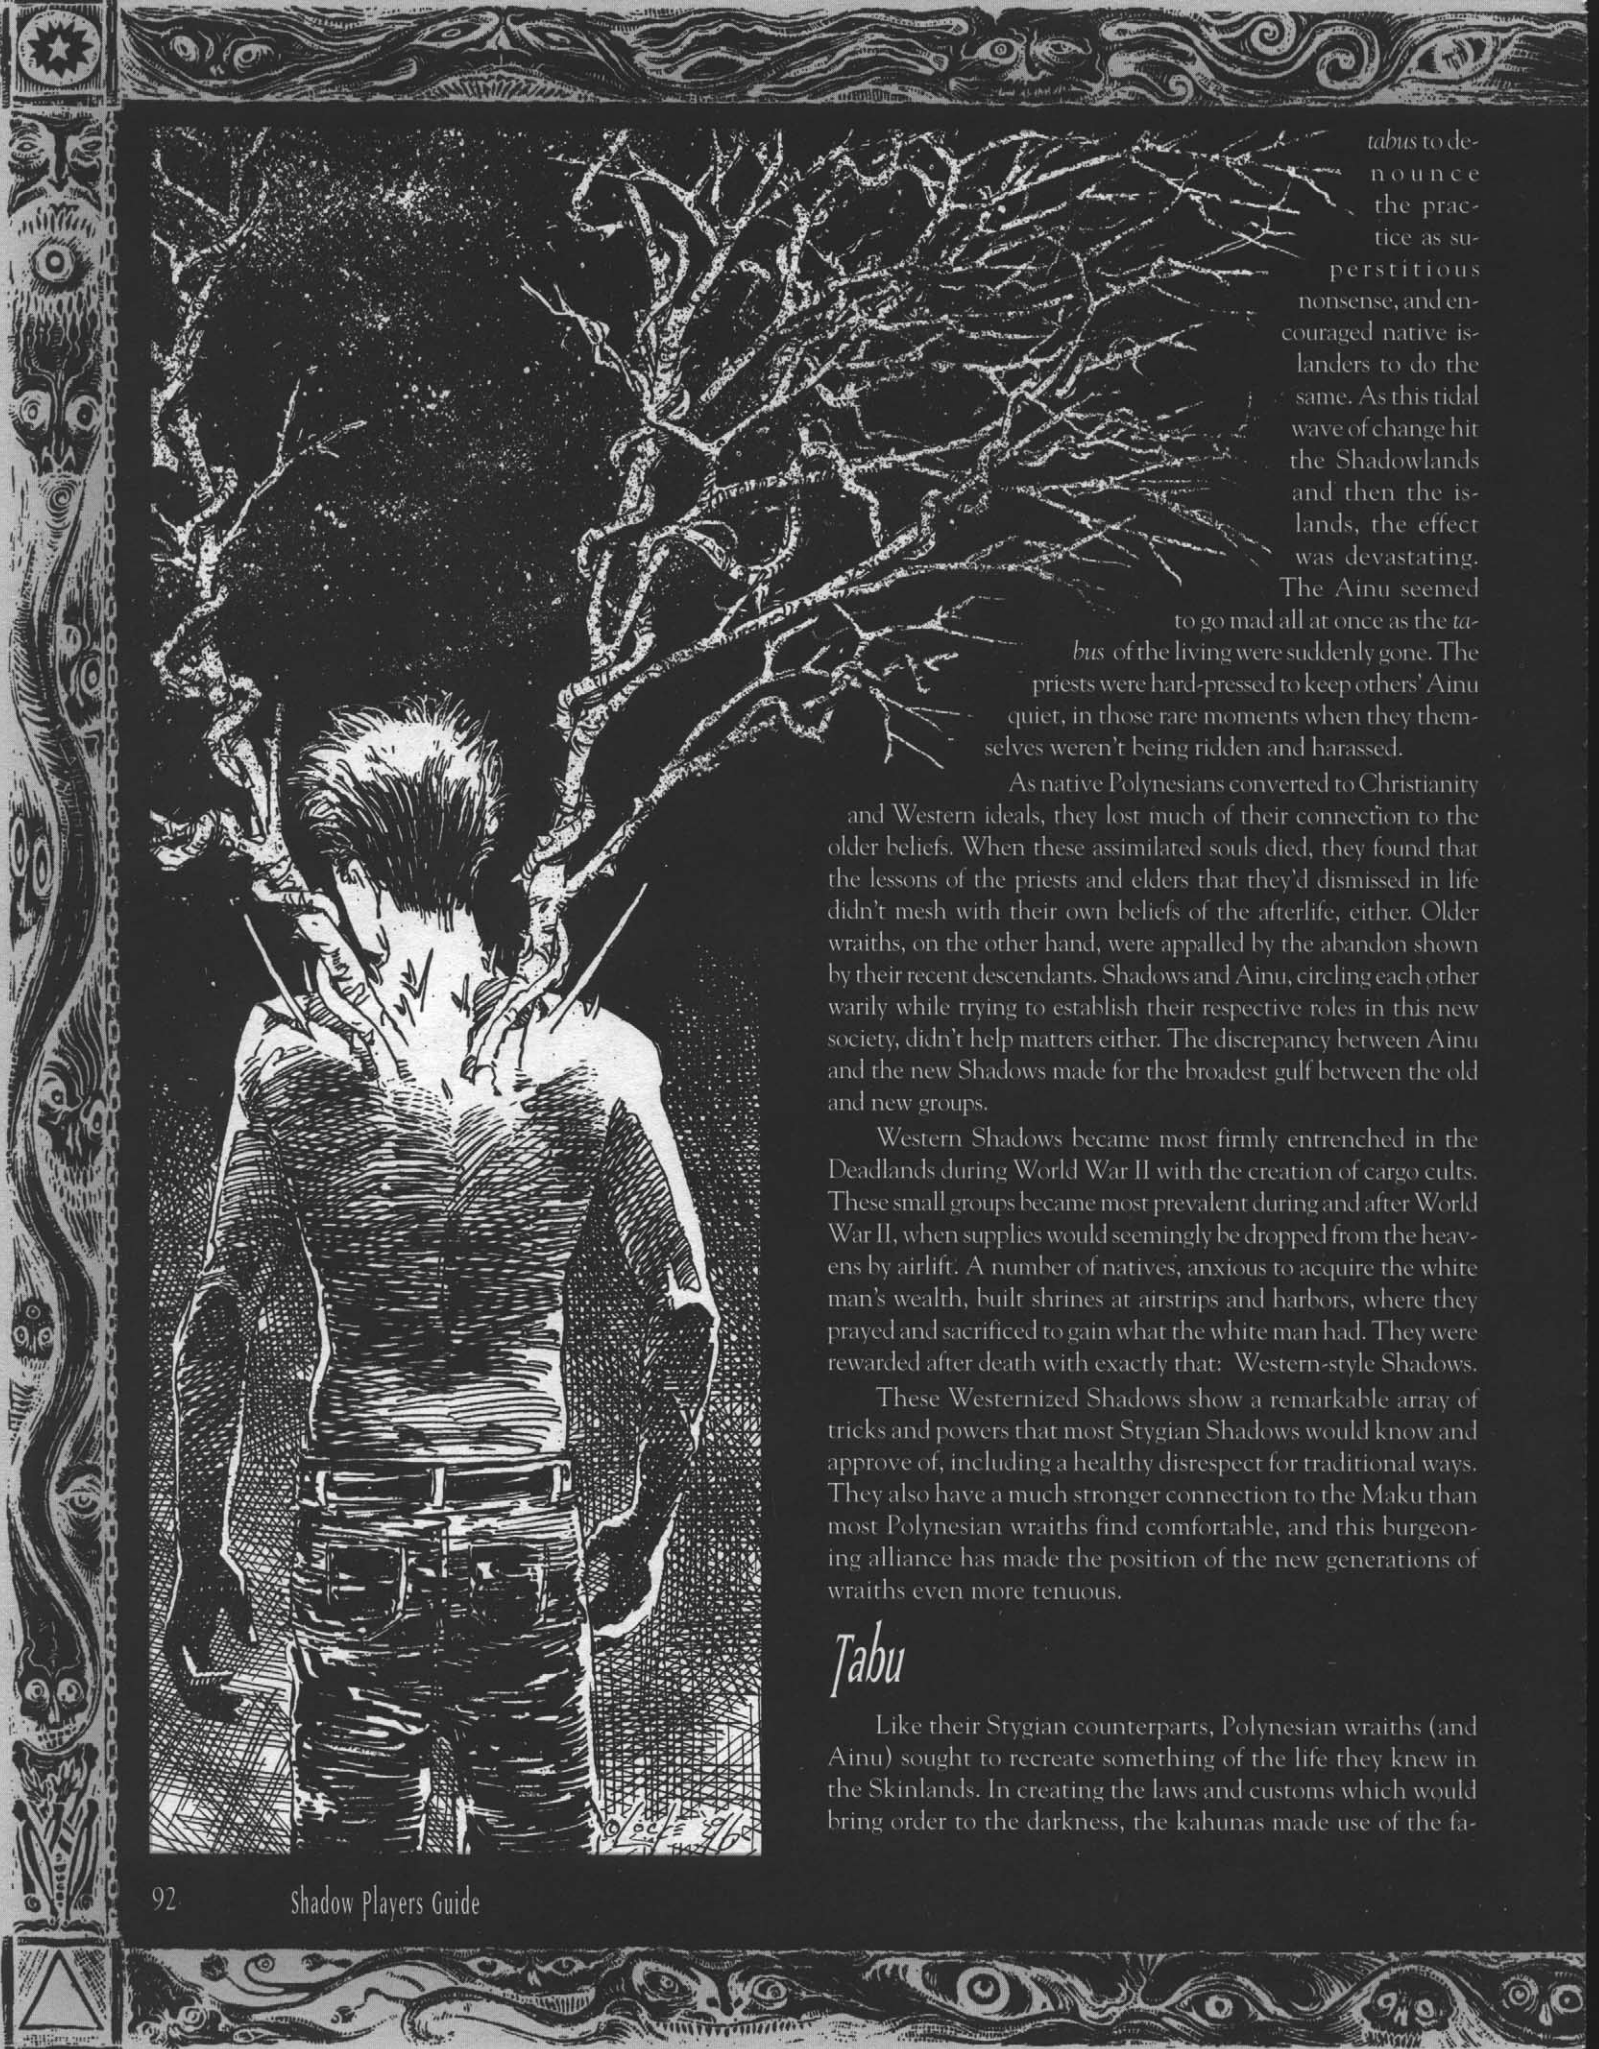 tabus to de-
nounce
the prac-
tice as su-
perstitious
nonsense, and en-
couraged native is-
landers to do the
same. As this tidal
wave of change hit
the Shadowlands
and then the is-
lands, the effect
was devastating.
The Ainu seemed
to go mad all at once as the ta-
bus of the living were suddenly gone. The
priests were hard-pressed to keep others' Ainu
quiet, in those rare moments when they them-
selves weren't being ridden and harassed.
As native Polynesians converted to Christianity
and Western ideals, they lost much of their connection to the
older beliefs. When these assimilated souls died, they found that
the lessons of the priests and elders that they'd dismissed in life
didn't mesh with their own beliefs of the afterlife, either. Older
wraiths, on the other hand, were appalled by the abandon shown
by their recent descendants. Shadows and Ainu, circling each other
warily while trying to establish their respective roles in this new
society, didn't help matters either. The discrepancy between Ainu
and the new Shadows made for the broadest gulf between the old
and new groups.
Western Shadows became most firmly entrenched in the
Deadlands during World War II with the creation of cargo cults.
These small groups became most prevalent during and after World
War II, when supplies would seemingly be dropped from the heav-
ens by airlift. A number of natives, anxious to acquire the white
man's wealth, built shrines at airstrips and harbors, where they
prayed and sacrificed to gain what the white man had. They were
rewarded after death with exactly that: Western-style Shadows.
These Westernized Shadows show a remarkable array of
tricks and powers that most Stygian Shadows would know and
approve of, including a healthy disrespect for traditional ways.
They also have a much stronger connection to the Maku than
most Polynesian wraiths find comfortable, and this burgeon-
ing alliance has made the position of the new generations of
wraiths even more tenuous.
Tabu
Like their Stygian counterparts, Polynesian wraiths (and
Ainu) sought to recreate something of the life they knew in
the Skinlands. In creating the laws and customs which would
bring order to the darkness, the kahunas made use of the fa-
92 Shadow Players Guide